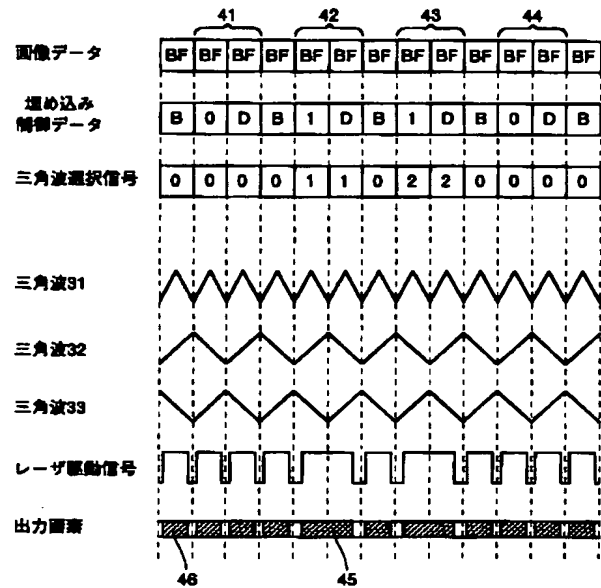 41 42 43 44
画像データ BF BF BF BF BF BF BF BF BF BF BF BF BF
埋め込み
制御データ B 0 D B 1 D B 1 D B 0 D B
三角波選択信号 0 0 0 0 1 1 0 2 2 0 0 0 0
三角波31
三角波32
三角波33
レーザ駆動信号
出力画素
46 45